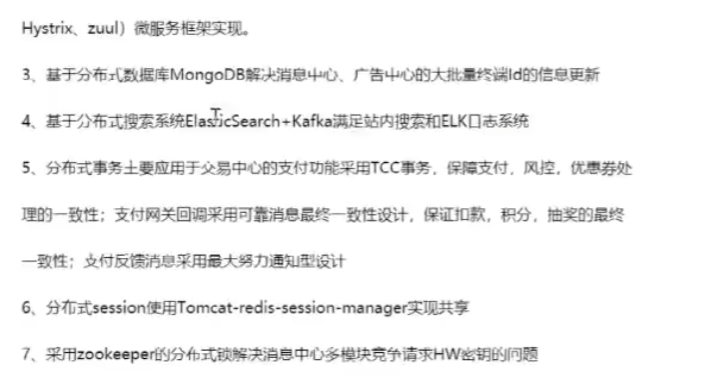 Hystrix、zuul）微服务框架实现。
3、基于分布式数据库MongoDB解决消息中心、广告中心的大批量终端Id的信息更新
4、基于分布式搜索系统ElasticSearch+Kafka满足站内搜索和ELK日志系统
5、分布式事务主要应用于交易中心的支付功能采用TCC事务，保障支付，风控，优惠券处
理的一致性；支付网关回调采用可靠消息最终一致性设计，保证扣款，积分，抽奖的最终
一致性；支付反馈消息采用最大努力通知型设计
6、分布式session使用Tomcat-redis-session-manager实现共享
7、采用zookeeper的分布式锁解决消息中心多模块竞争请求HW密钥的问题